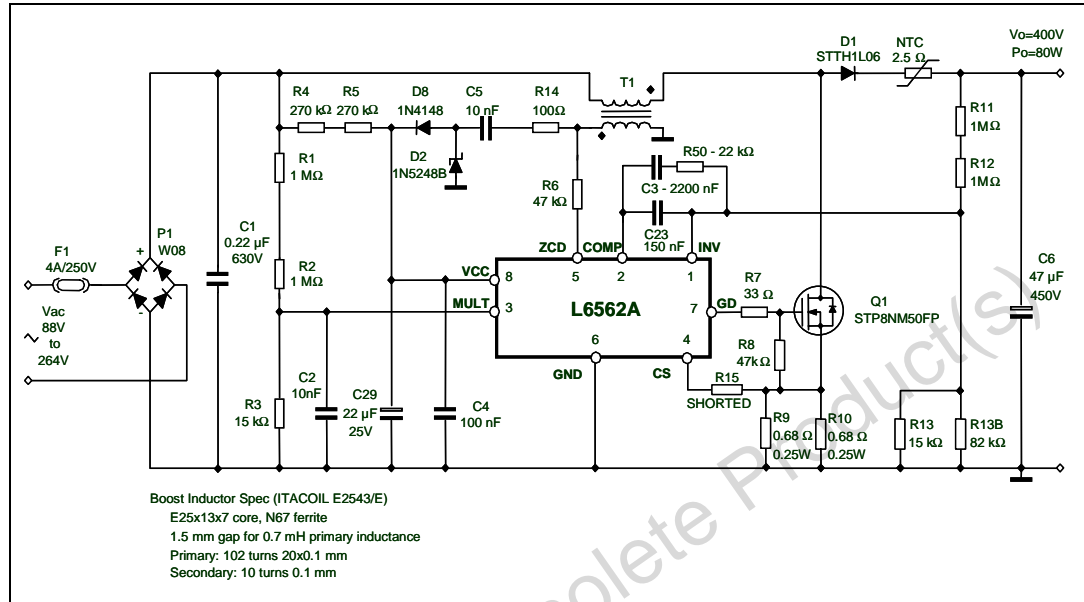 Vo=400V
Po=80W
D1
STTH1L06
NTC
2.5 Ω
T1
R4
270 kΩ
R5
270 kΩ
D8
1N4148
C5
10 nF
R14
100Ω
R11
1MΩ
R12
1MΩ
R1
1 MΩ
D2
1N5248B
R50 - 22 kΩ
C3 - 2200 nF
R6
47 kΩ
C23
150 nF
P1
W08
C1
0.22 µF
630V
F1
4A/250V
ZCD
COMP
INV
5
2
1
R2
1 MΩ
VCC
8
MULT
3
L6562A
GD
7
R7
33 Ω
Q1
STP8NM50FP
C6
47 µF
450V
Vac
88V
to
264V
6
GND
4
CS
R8
47kΩ
R15
SHORTED
R3
15 kΩ
C2
10nF
C29
22 µF
25V
C4
100 nF
R9
0.68 Ω
0.25W
R10
0.68 Ω
0.25W
R13
15 kΩ
R13B
82 kΩ
Boost Inductor Spec (ITACOIL E2543/E)
E25x13x7 core, N67 ferrite
1.5 mm gap for 0.7 mH primary inductance
Primary: 102 turns 20x0.1 mm
Secondary: 10 turns 0.1 mm
olete Product(s)